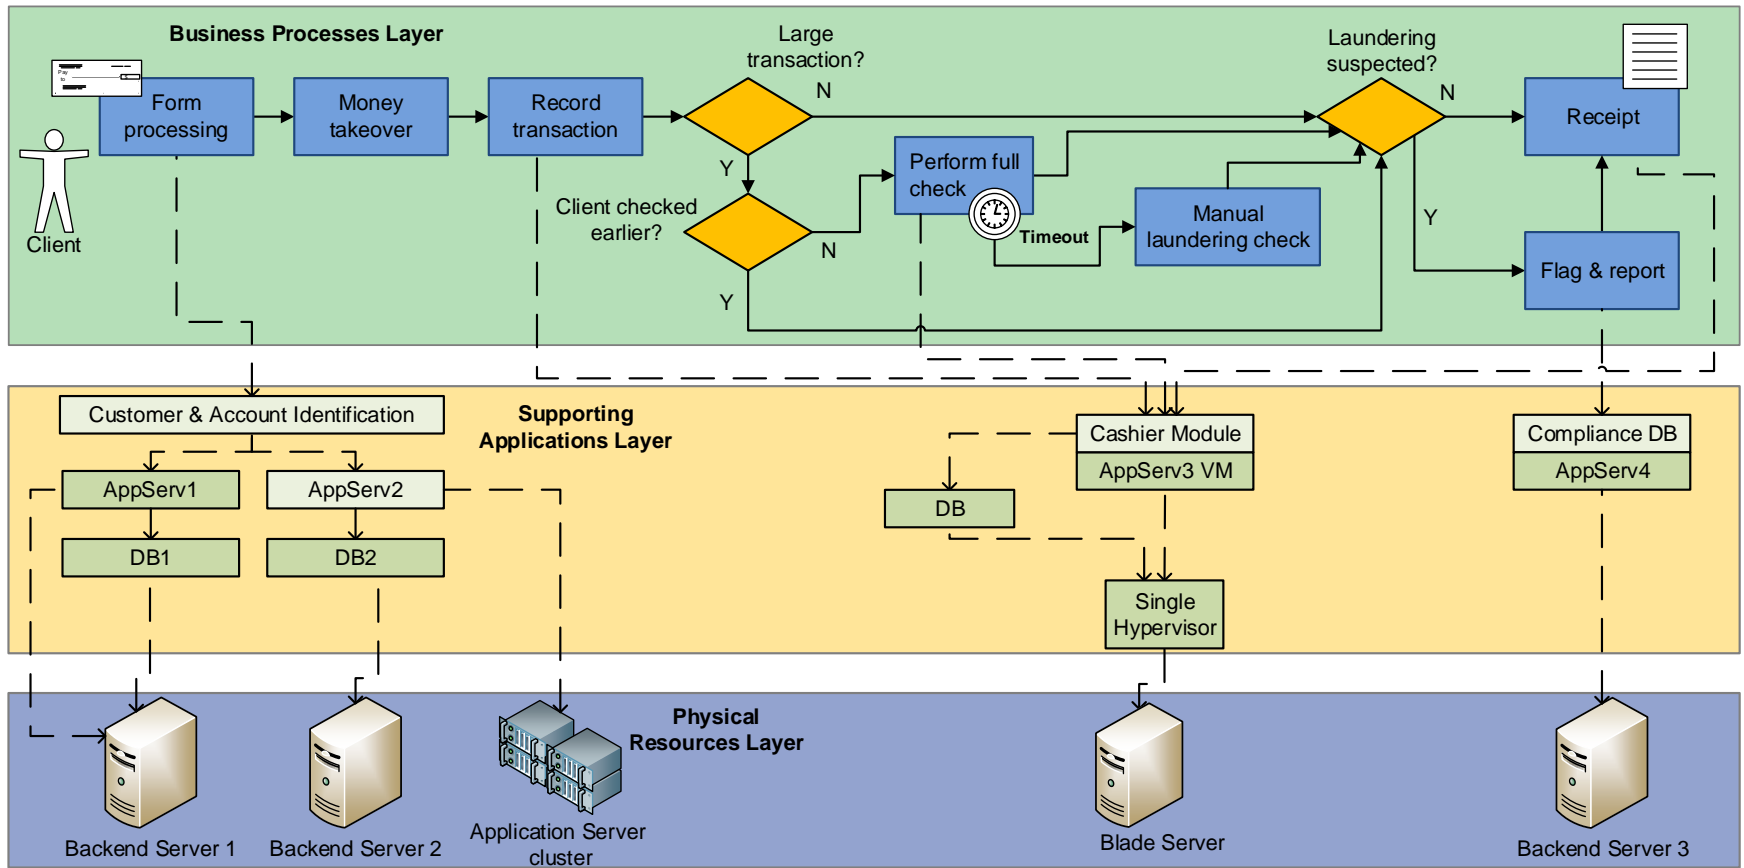 Business Processes Layer
Large
transaction?
Laundering
suspected?
Pay
to
$
Form
processing
Money
takeover
Record
transaction
N
N
Receipt
Client
Y
Perform full
check
Client checked
earlier?
N
Timeout
Manual
laundering check
Y
Flag & report
Y
Customer & Account Identification
Supporting
Applications Layer
Cashier Module
Compliance DB
AppServ1
AppServ2
AppServ3 VM
AppServ4
DB
DB1
DB2
Single
Hypervisor
Physical
Resources Layer
Backend Server 1
Backend Server 2
Application Server
cluster
Blade Server
Backend Server 3